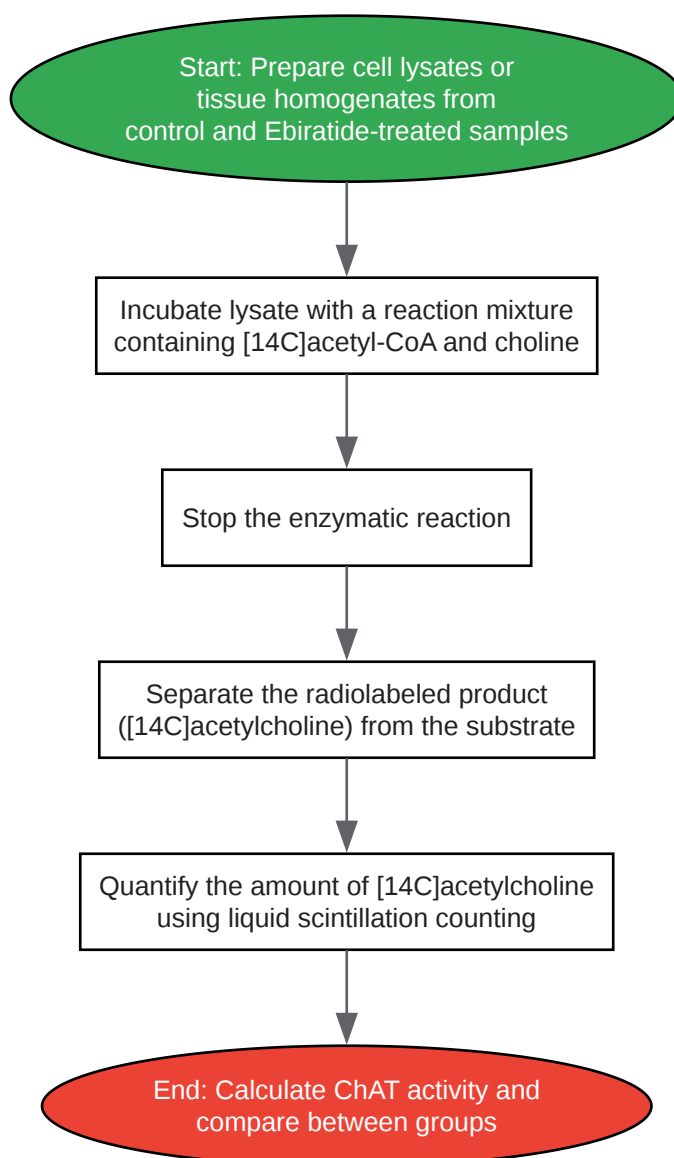 Start: Prepare cell lysates or
tissue homogenates from
control and Ebiratide-treated samples
Incubate lysate with a reaction mixture
containing [14C]acetyl-CoA and choline
Stop the enzymatic reaction
Separate the radiolabeled product
([14C]acetylcholine) from the substrate
Quantify the amount of [14C]acetylcholine
using liquid scintillation counting
End: Calculate ChAT activity and
compare between groups